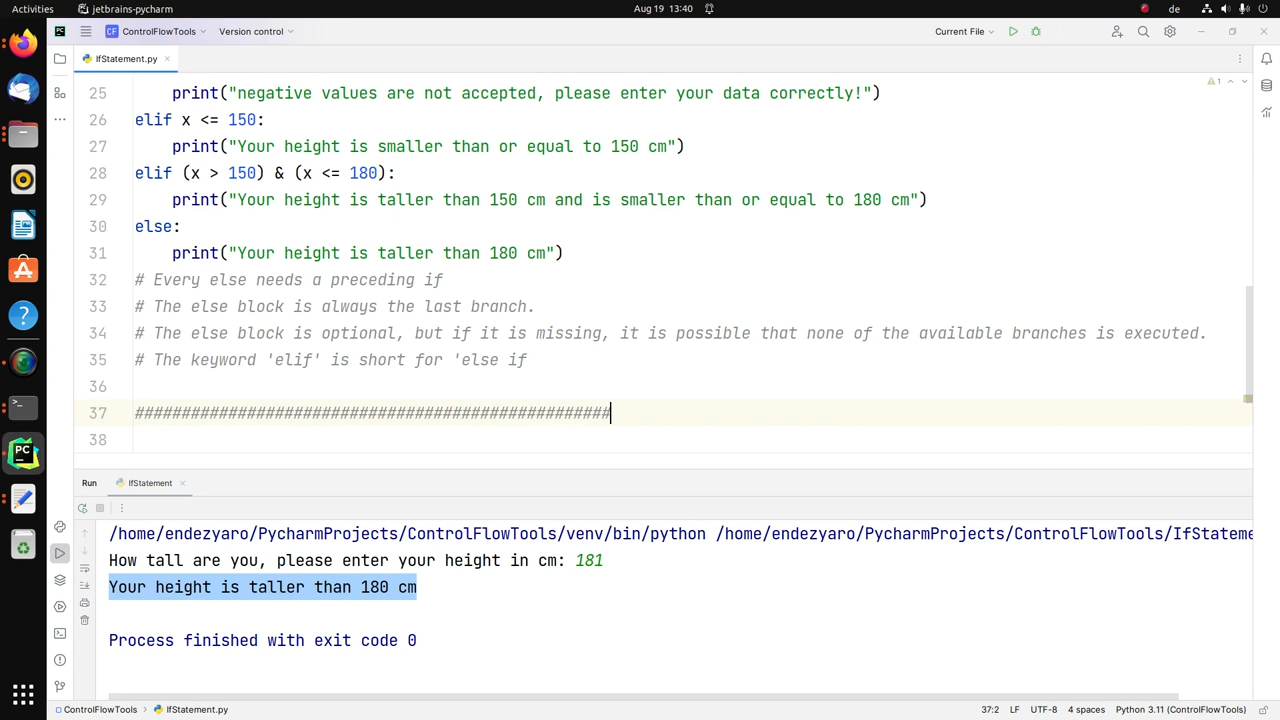 Activities
jetbrains-pycharm
Aug 19 13:40
de
CF ControlFlowTools
Version control
Current File
IfStatement.py
1
25 print("negative values are not accepted, please enter your data correctly!")
26 elif x <= 150:
27 print("Your height is smaller than or equal to 150 cm")
28 elif (x > 150) & (x <= 180):
29 print("Your height is taller than 150 cm and is smaller than or equal to 180 cm")
30 else:
31 print("Your height is taller than 180 cm")
32 # Every else needs a preceding if
33 # The else block is always the last branch.
34 # The else block is optional, but if it is missing, it is possible that none of the available branches is executed.
35 # The keyword 'elif' is short for 'else if
36
37 ###################################################
38
Run
IfStatement
/home/endezyaro/PycharmProjects/ControlFlowTools/venv/bin/python /home/endezyaro/PycharmProjects/ControlFlowTools/IfStateme
How tall are you, please enter your height in cm: 181
Your height is taller than 180 cm
Process finished with exit code 0
ControlFlowTools
IfStatement.py
37:2 LF UTF-8 4 spaces Python 3.11 (ControlFlowTools)